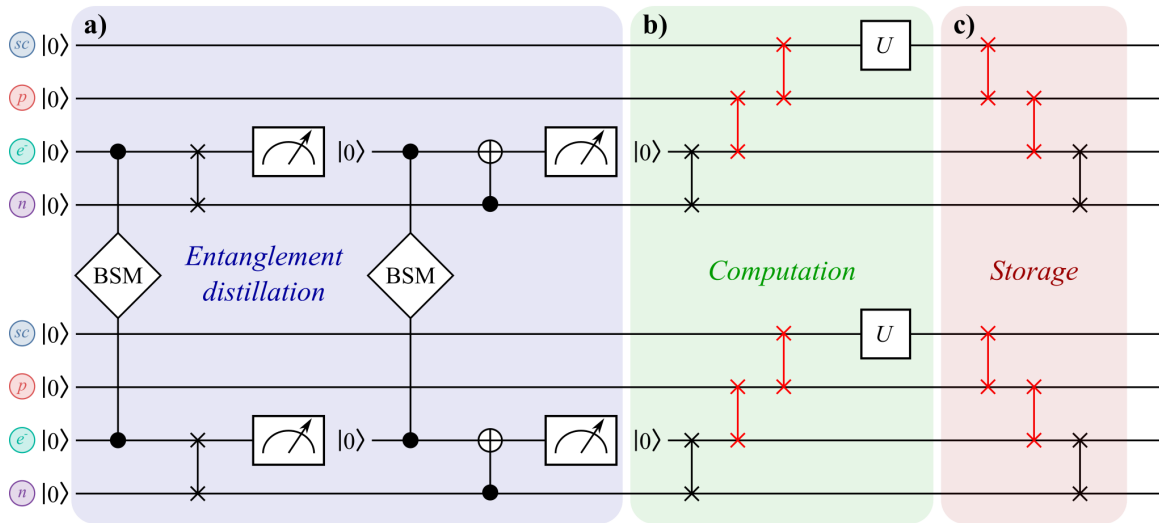 a) b) c)
sc |0⟩ U
p |0⟩
e⁻ |0⟩ |0⟩ |0⟩
n |0⟩
BSM Entanglement distillation BSM Computation Storage
sc |0⟩ U
p |0⟩
e⁻ |0⟩ |0⟩ |0⟩
n |0⟩